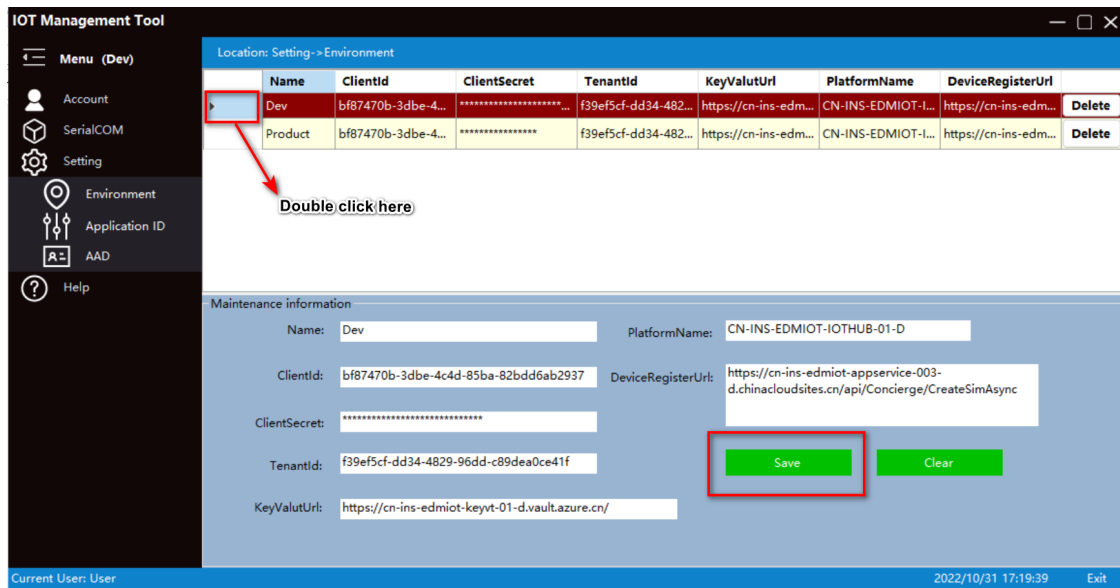 IOT Management Tool
Menu (Dev)
Account
SerialCOM
Setting
Environment
Application ID
AAD
Help
Location: Setting->Environment
Name ClientId ClientSecret TenantId KeyValutUrl PlatformName DeviceRegisterUrl
Dev bf87470b-3dbe-4... *********************... f39ef5cf-dd34-482... https://cn-ins-edm... CN-INS-EDMIOT-I... https://cn-ins-edm... Delete
Product bf87470b-3dbe-4... **************** f39ef5cf-dd34-482... https://cn-ins-edm... CN-INS-EDMIOT-I... https://cn-ins-edm... Delete
Double click here
Maintenance information
Name: Dev
PlatformName: CN-INS-EDMIOT-IOTHUB-01-D
ClientId: bf87470b-3dbe-4c4d-85ba-82bdd6ab2937
DeviceRegisterUrl: https://cn-ins-edmiot-appservice-003-
d.chinacloudsites.cn/api/Concierge/CreateSimAsync
ClientSecret: *****************************
TenantId: f39ef5cf-dd34-4829-96dd-c89dea0ce41f
Save Clear
KeyValutUrl: https://cn-ins-edmiot-keyvt-01-d.vault.azure.cn/
Current User: User 2022/10/31 17:19:39 Exit